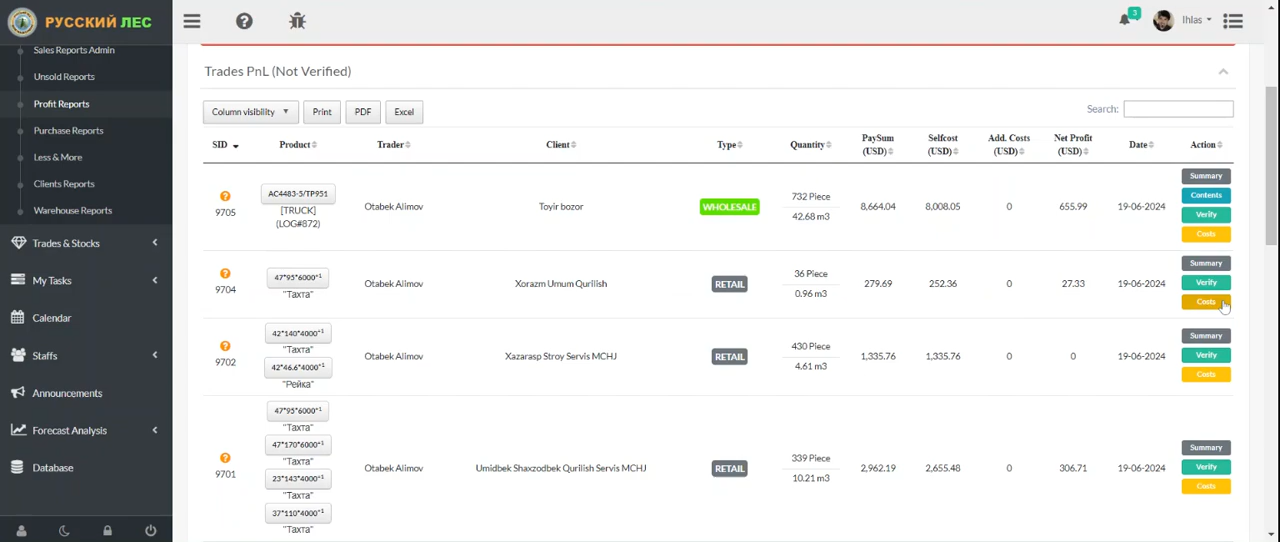 РУССКИЙ ЛЕС
3
Ihlas
Sales Reports Admin
Unsold Reports
Profit Reports
Purchase Reports
Less & More
Clients Reports
Warehouse Reports
Trades & Stocks
My Tasks
Calendar
Staffs
Announcements
Forecast Analysis
Database
Trades PnL (Not Verified)
Column visibility
Print
PDF
Excel
Search:
SID Product Trader Client Type Quantity PaySum (USD) Selfcost (USD) Add. Costs (USD) Net Profit (USD) Date Action
9705
AC4483-5/TP951
[TRUCK]
(LOG#872)
Otabek Alimov
Toyir bozor
WHOLESALE
732 Piece
42.68 m3
8,664.04
8,008.05
0
655.99
19-06-2024
Summary
Contents
Verify
Costs
9704
47*95*6000*1
"Тахта"
Otabek Alimov
Xorazm Umum Qurilish
RETAIL
36 Piece
0.96 m3
279.69
252.36
0
27.33
19-06-2024
Summary
Verify
Costs
9702
42*140*4000*1
"Тахта"
42*46.6*4000*1
"Рейка"
Otabek Alimov
Xazarasp Stroy Servis MCHJ
RETAIL
430 Piece
4.61 m3
1,335.76
1,335.76
0
0
19-06-2024
Summary
Verify
Costs
9701
47*95*6000*1
"Тахта"
47*170*6000*1
"Тахта"
23*143*4000*1
"Тахта"
37*110*4000*1
"Тахта"
Otabek Alimov
Umidbek Shaxzodbek Qurilish Servis MCHJ
RETAIL
339 Piece
10.21 m3
2,962.19
2,655.48
0
306.71
19-06-2024
Summary
Verify
Costs